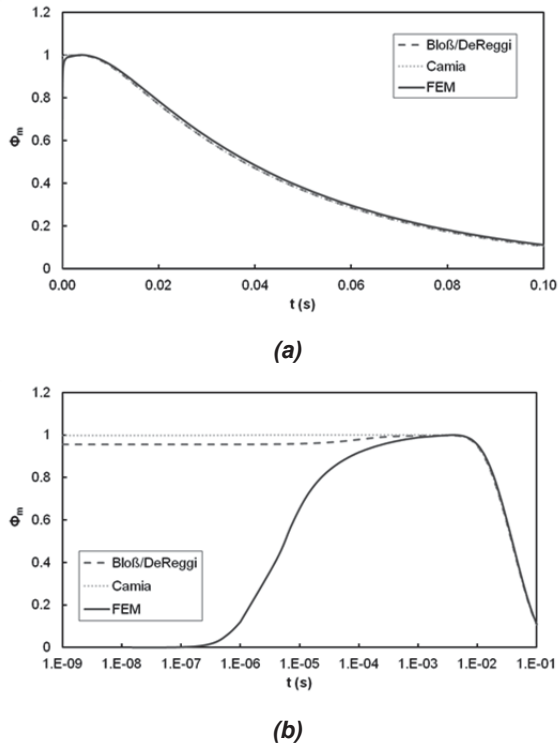 1.2
1
0.8
0.6
0.4
0.2
0
Φm
0.00
0.02
0.04
0.06
0.08
0.10
t (s)
Bloß/DeReggi
Camia
FEM
(a)
1.2
1
0.8
0.6
0.4
0.2
0
Φm
1.E-09
1.E-08
1.E-07
1.E-06
1.E-05
1.E-04
1.E-03
1.E-02
1.E-01
t (s)
Bloß/DeReggi
Camia
FEM
(b)